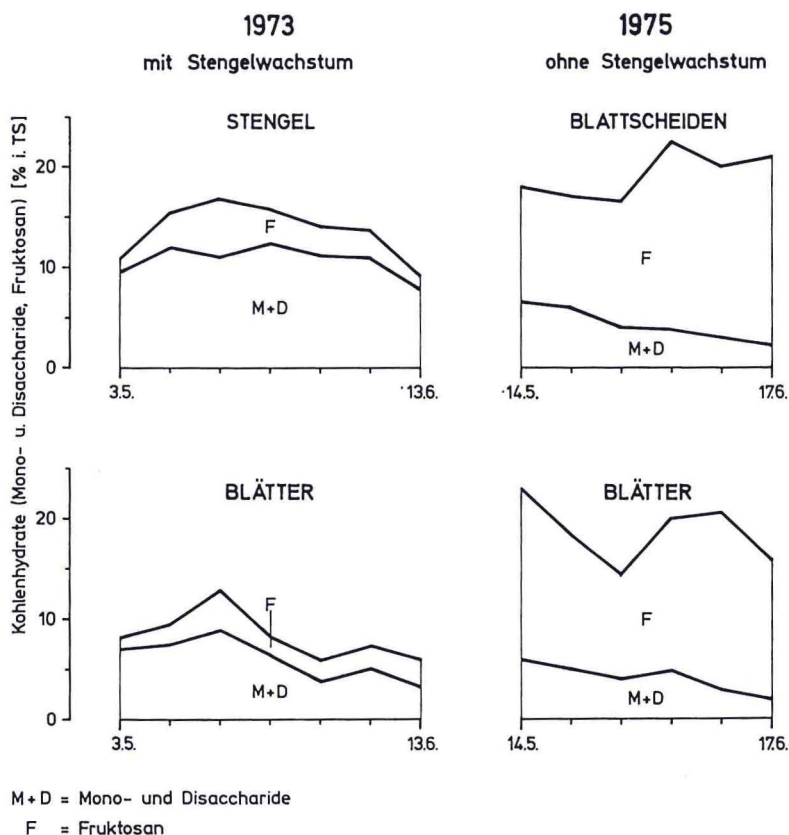 1973
mit Stengelwachstum
1975
ohne Stengelwachstum
Kohlenhydrate (Mono- u. Disaccharide, Fruktosan) [% i. TS]
STENGEL
20
10
0
F
M+D
3.5.
13.6.
BLATTSCHEIDEN
F
M+D
14.5.
17.6.
BLÄTTER
20
10
0
F
M+D
3.5.
13.6.
BLÄTTER
F
M+D
14.5.
17.6.
M+D = Mono- und Disaccharide
F = Fruktosan